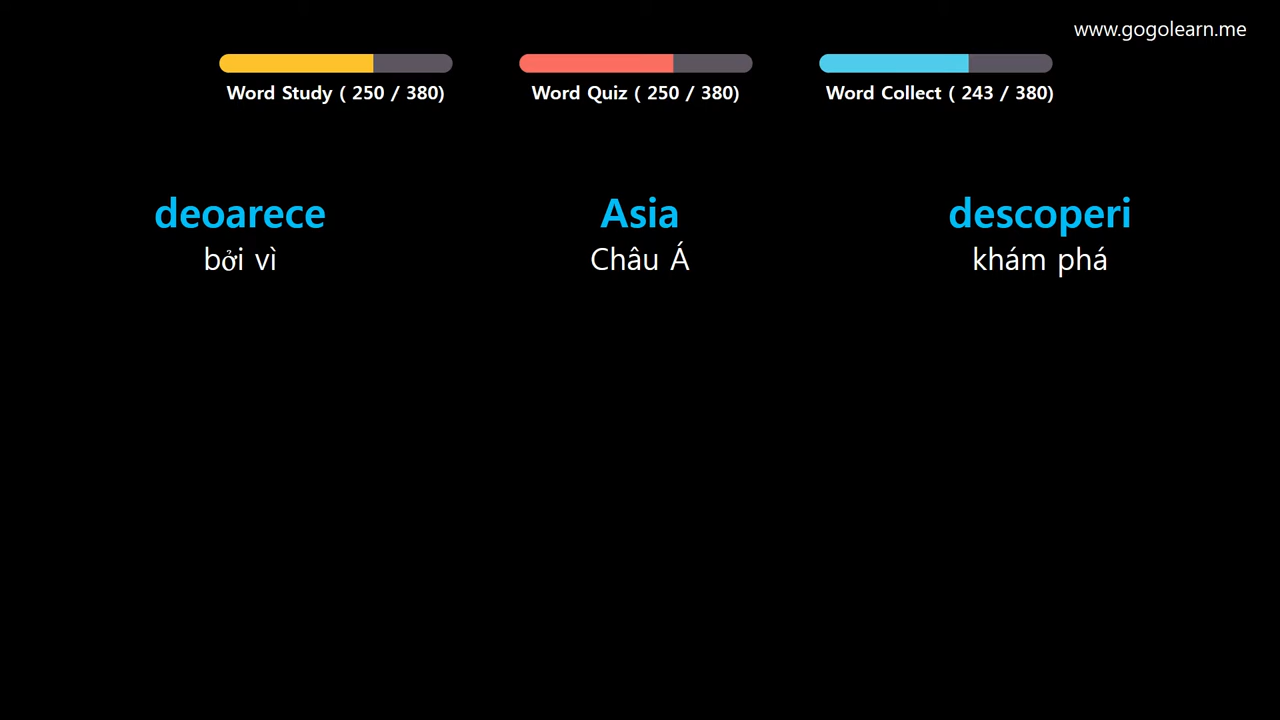 www.gogolearn.me
Word Study ( 250 / 380)
Word Quiz ( 250 / 380)
Word Collect ( 243 / 380)
deoarece
bởi vì
Asia
Châu Á
descoperi
khám phá